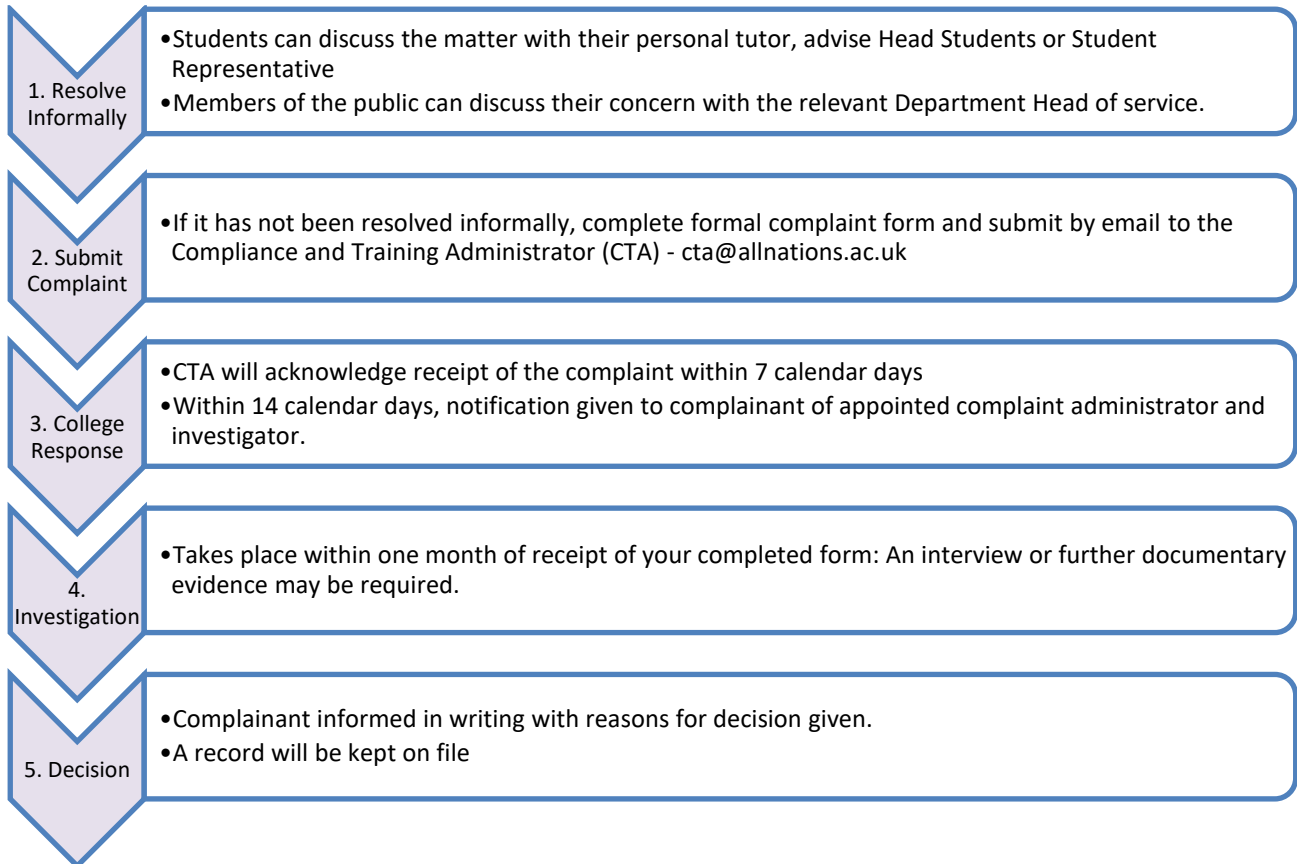 1. Resolve
Informally
•Students can discuss the matter with their personal tutor, advise Head Students or Student
Representative
•Members of the public can discuss their concern with the relevant Department Head of service.
2. Submit
Complaint
•If it has not been resolved informally, complete formal complaint form and submit by email to the
Compliance and Training Administrator (CTA) - cta@allnations.ac.uk
3. College
Response
•CTA will acknowledge receipt of the complaint within 7 calendar days
•Within 14 calendar days, notification given to complainant of appointed complaint administrator and
investigator.
4.
Investigation
•Takes place within one month of receipt of your completed form: An interview or further documentary
evidence may be required.
5. Decision
•Complainant informed in writing with reasons for decision given.
•A record will be kept on file